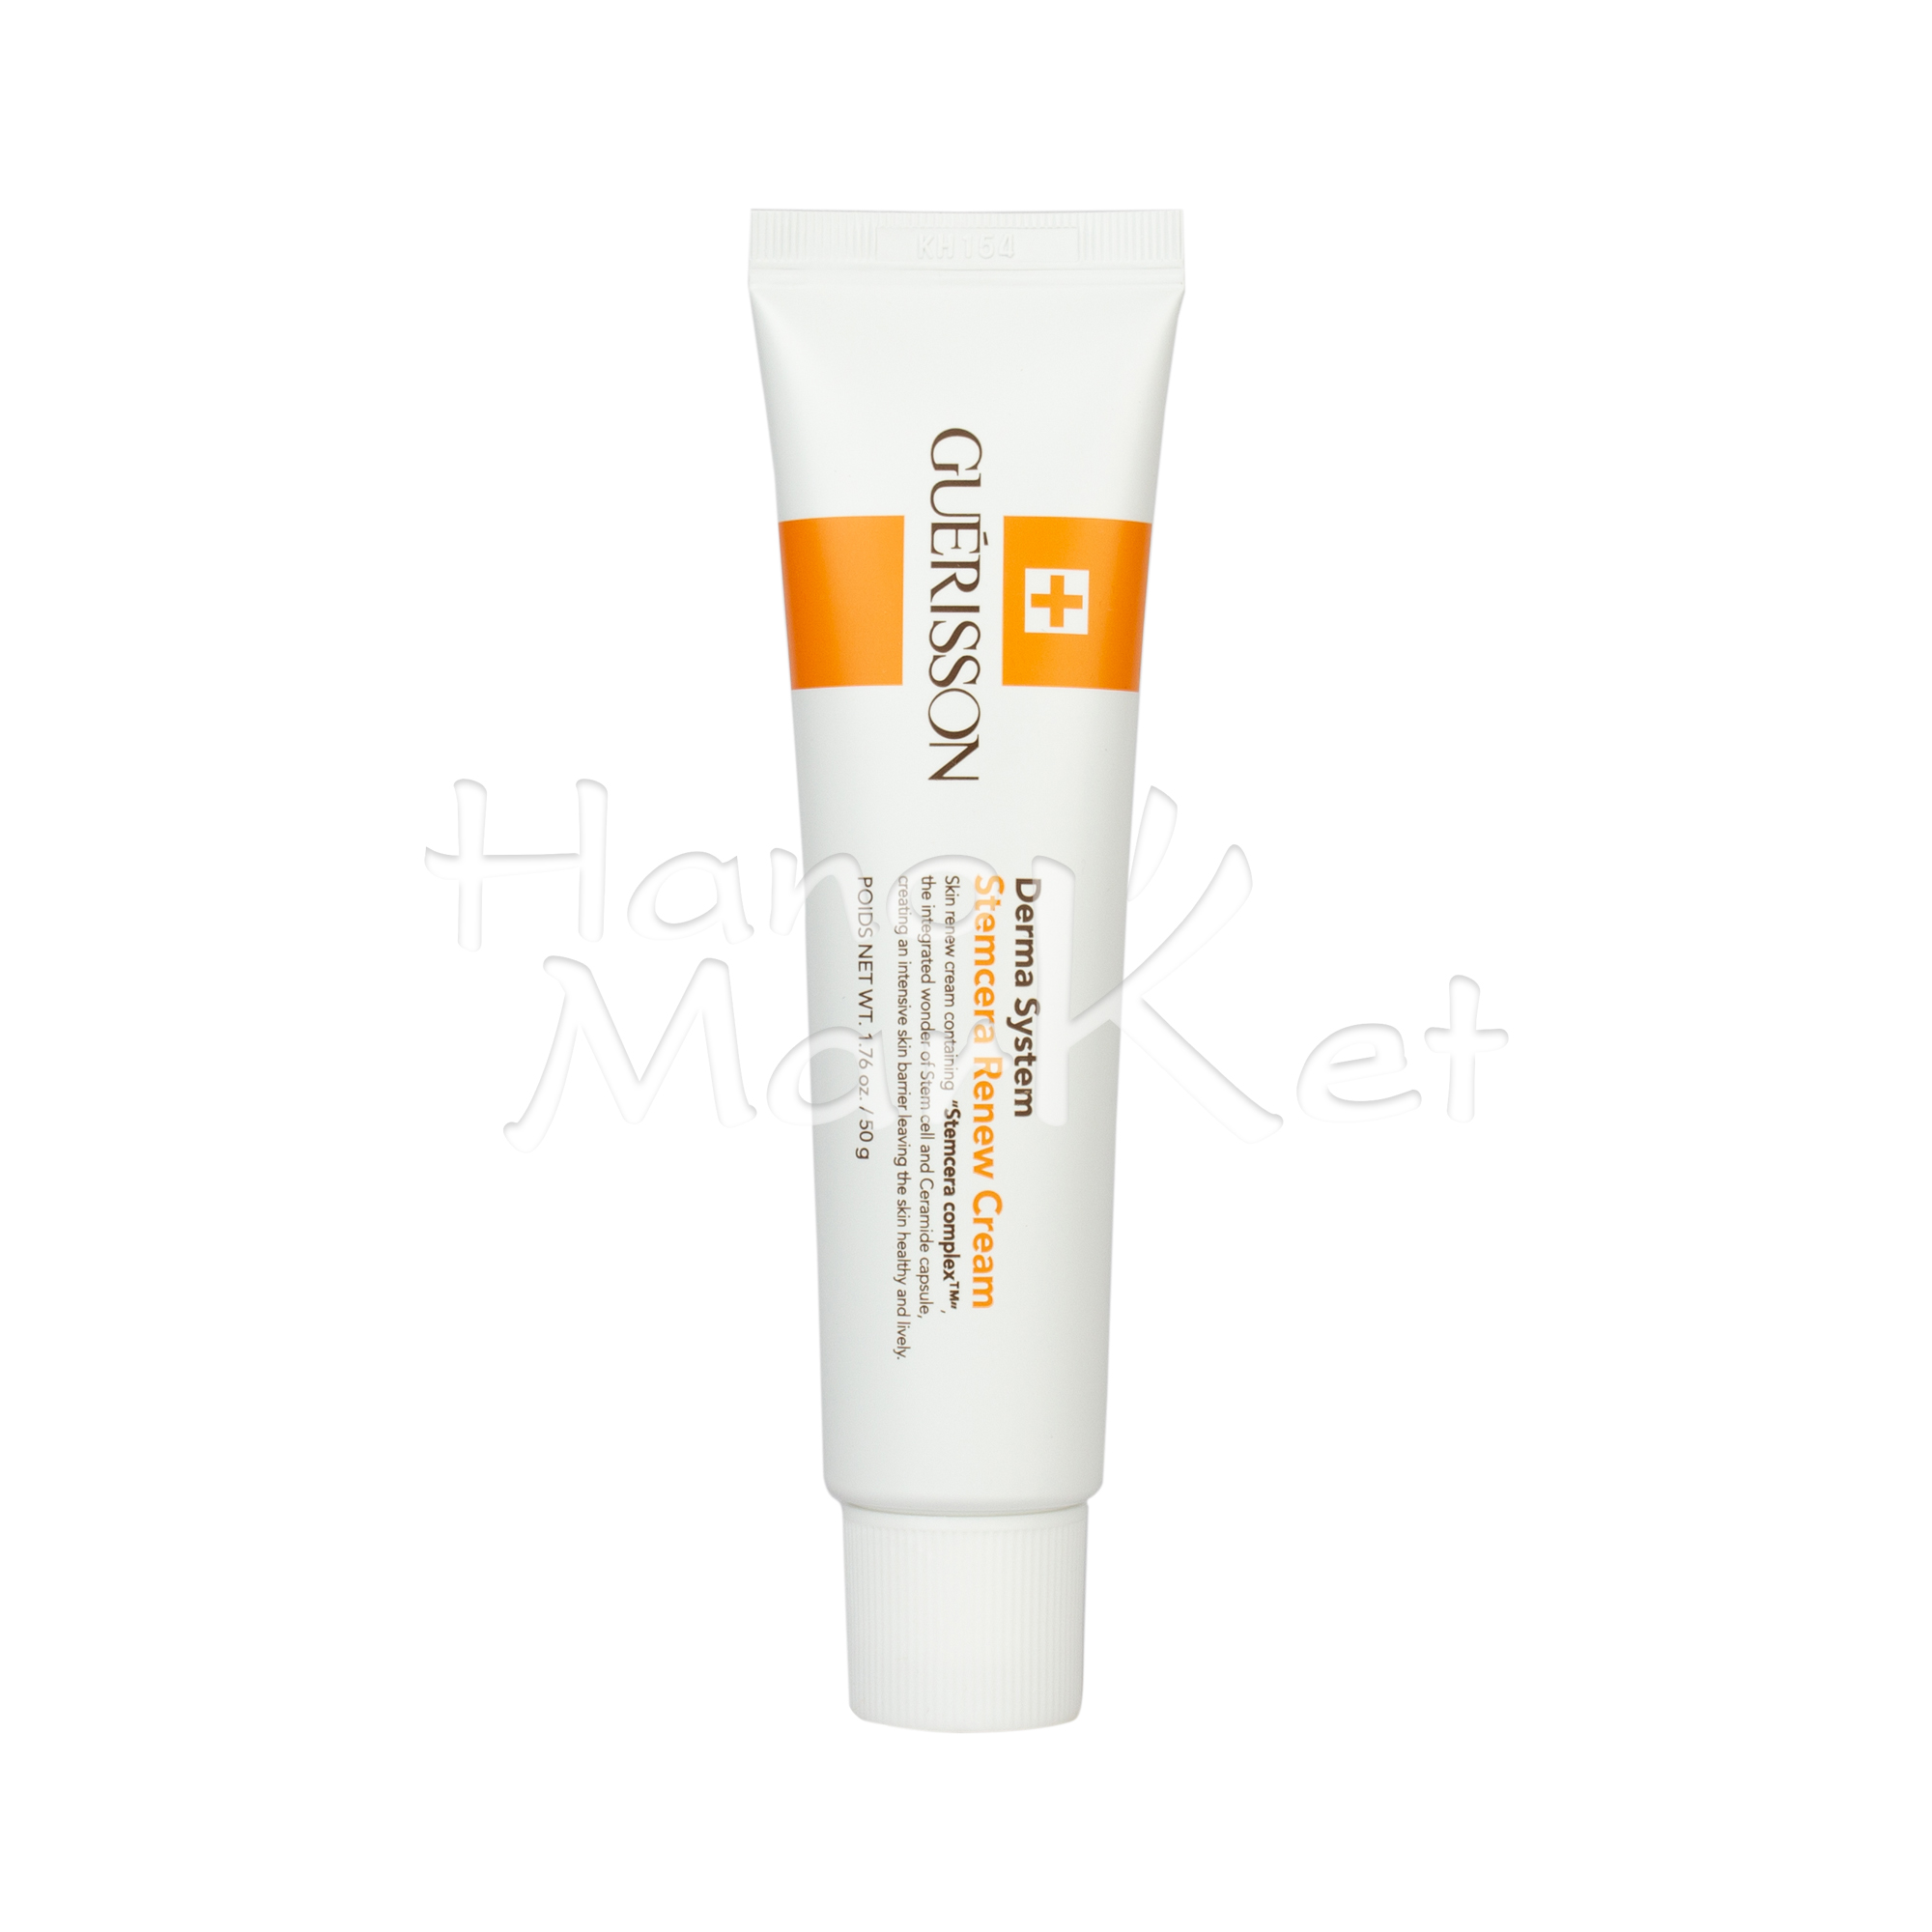 KH154
GUÉRISSON
Derma System
Stemcera Renew Cream
Skin renew cream containing "Stemcera complex™",
the integrated wonder of Stem cell and Ceramide capsule,
creating an intensive skin barrier leaving the skin healthy and lively.
POIDS NET WT. 1.76 oz. / 50 g
Hanok
MarKet